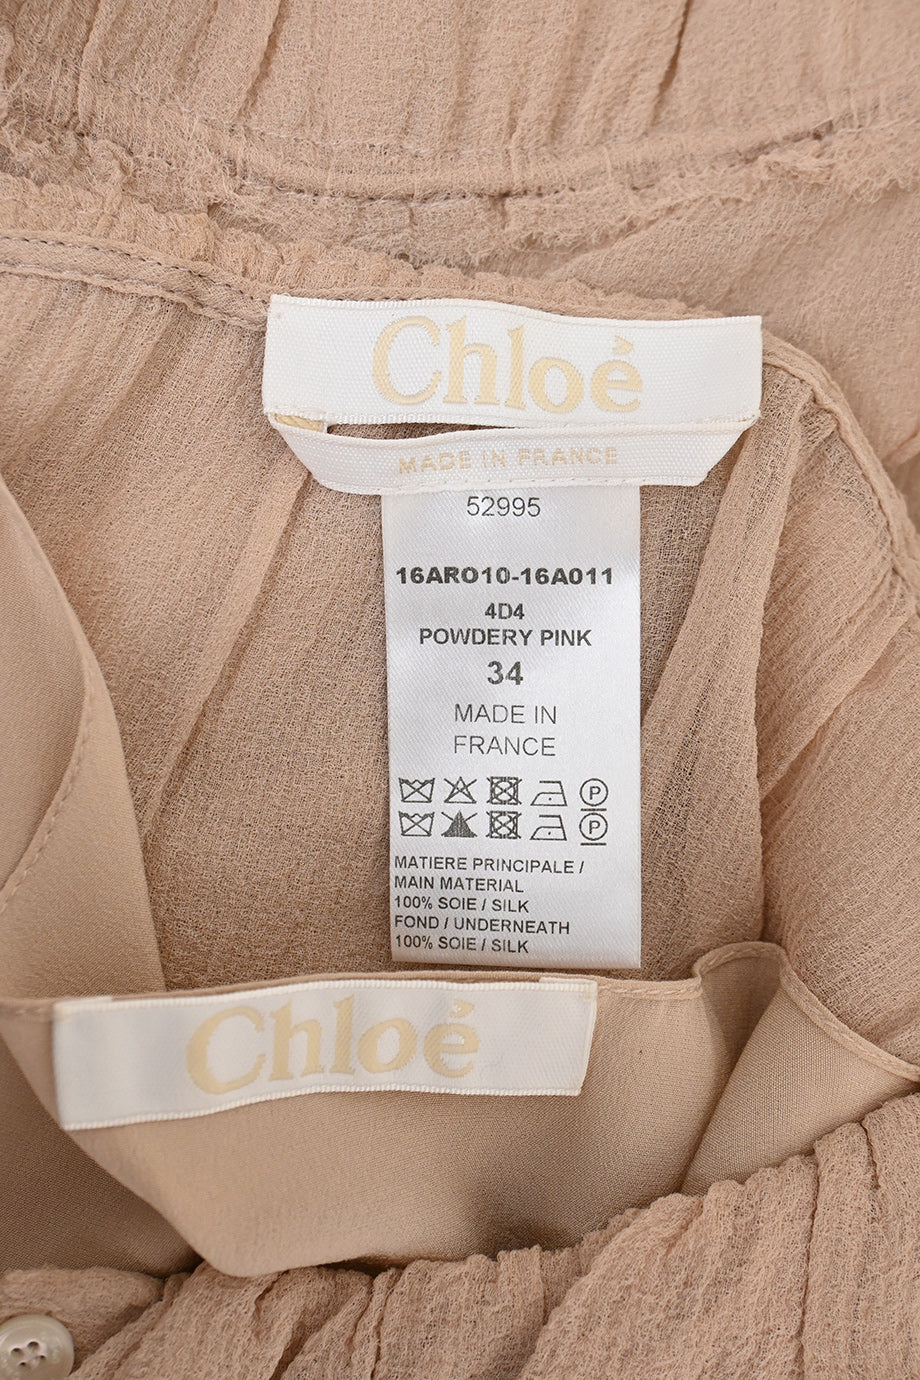 Chloé
MADE IN FRANCE
52995
16ARO10-16A011
4D4
POWDERY PINK
34
MADE IN
FRANCE
P
P
MATIERE PRINCIPALE /
MAIN MATERIAL
100% SOIE / SILK
FOND / UNDERNEATH
100% SOIE / SILK
Chloé